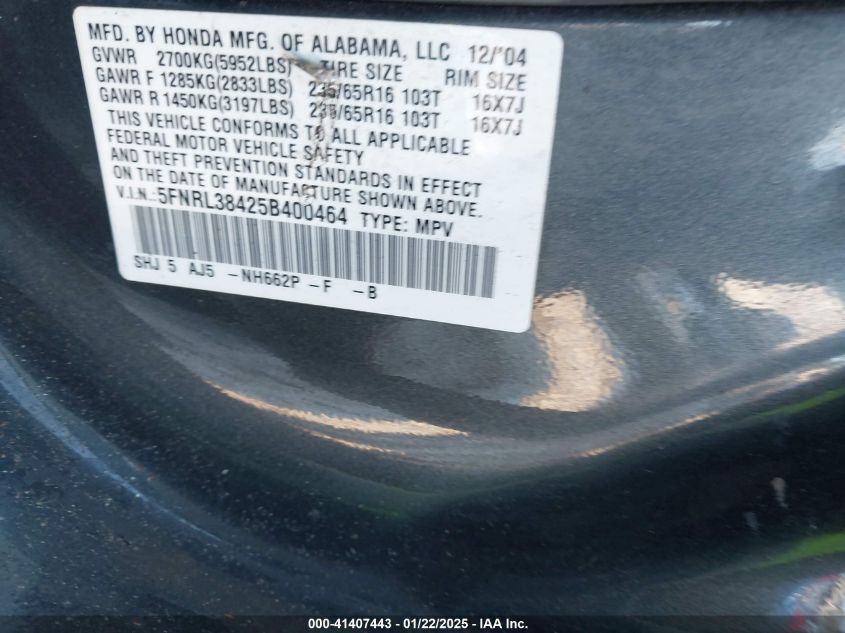 MFD. BY HONDA MFG. OF ALABAMA, LLC 12/'04
GVWR 2700KG(5952LBS) TIRE SIZE RIM SIZE
GAWR F 1285KG(2833LBS) 235/65R16 103T 16X7J
GAWR R 1450KG(3197LBS) 235/65R16 103T 16X7J
THIS VEHICLE CONFORMS TO ALL APPLICABLE
FEDERAL MOTOR VEHICLE SAFETY
AND THEFT PREVENTION STANDARDS IN EFFECT
ON THE DATE OF MANUFACTURE SHOWN ABOVE.
V.I.N.:5FNRL38425B400464 TYPE: MPV
SHJ 5 AJ5 -NH662P -F -B
000-41407443 - 01/22/2025 - IAA Inc.